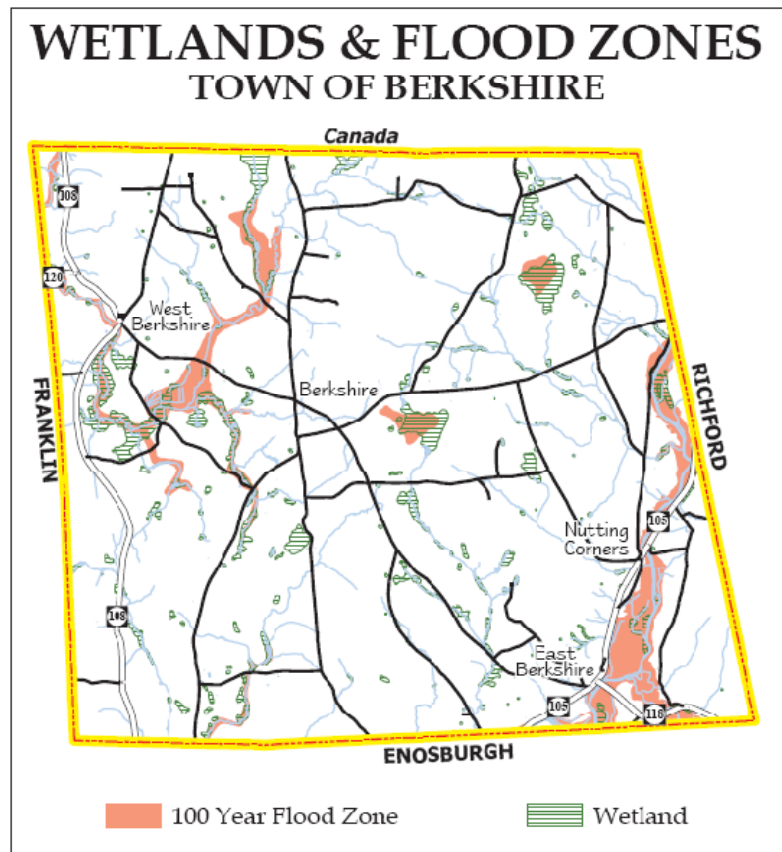 WETLANDS & FLOOD ZONES
TOWN OF BERKSHIRE
Canada
108
120
West
Berkshire
FRANKLIN
Berkshire
RICHFORD
105
Nutting
Corners
108
East
Berkshire
105
118
ENOSBURGH
100 Year Flood Zone
Wetland